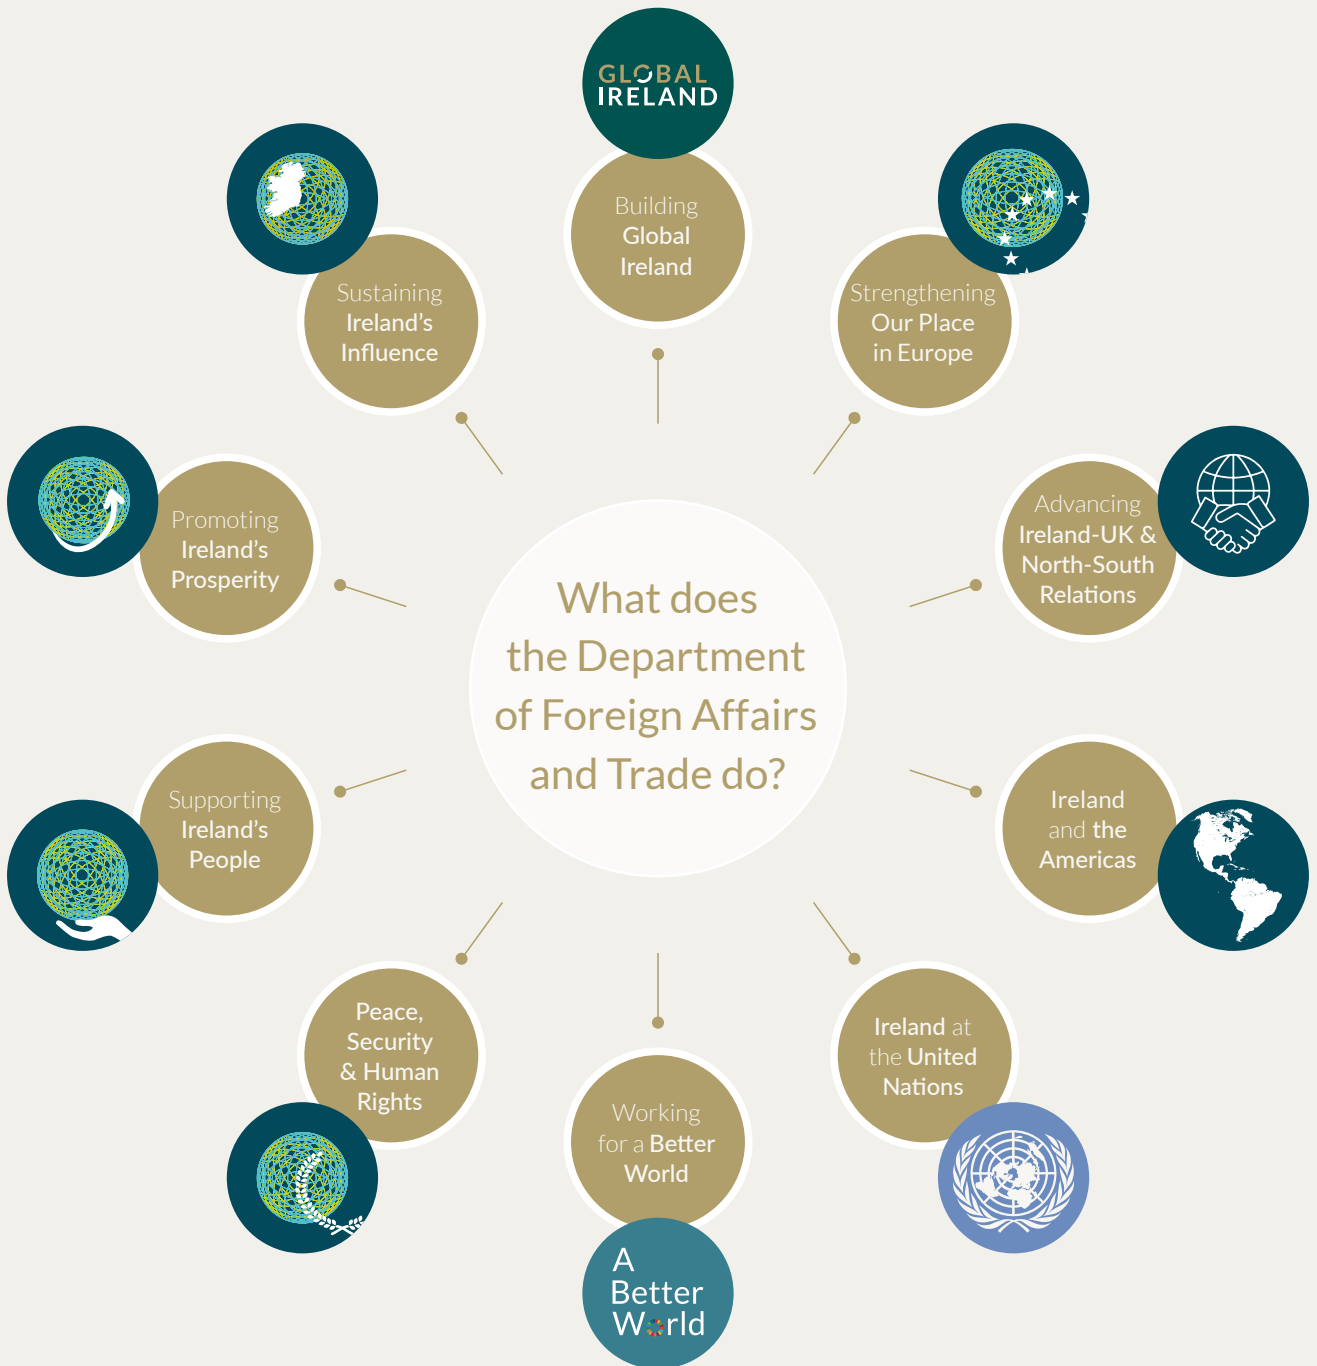 GLOBAL
IRELAND
Building
Global
Ireland
Strengthening
Our Place
in Europe
Advancing
Ireland-UK &
North-South
Relations
Ireland
and the
Americas
Ireland at
the United
Nations
Working
for a Better
World
A
Better
World
Peace,
Security
& Human
Rights
Supporting
Ireland’s
People
Promoting
Ireland’s
Prosperity
Sustaining
Ireland’s
Influence
What does
the Department
of Foreign Affairs
and Trade do?